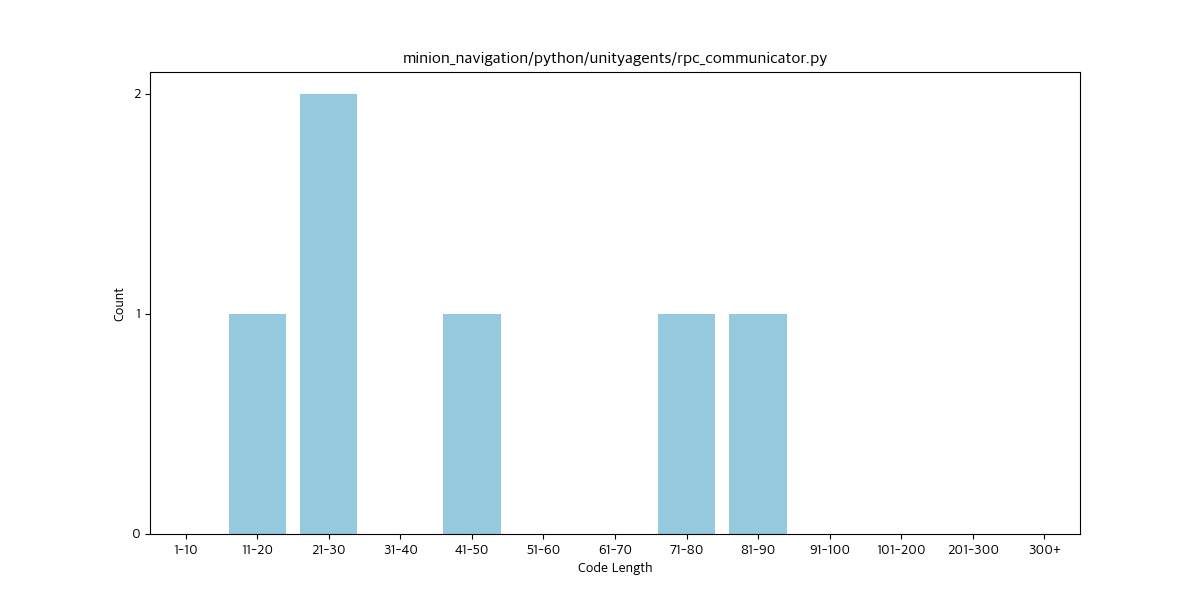 minion_navigation/python/unityagents/rpc_communicator.py
2
1
0
Count
1-10 11-20 21-30 31-40 41-50 51-60 61-70 71-80 81-90 91-100 101-200 201-300 300+
Code Length